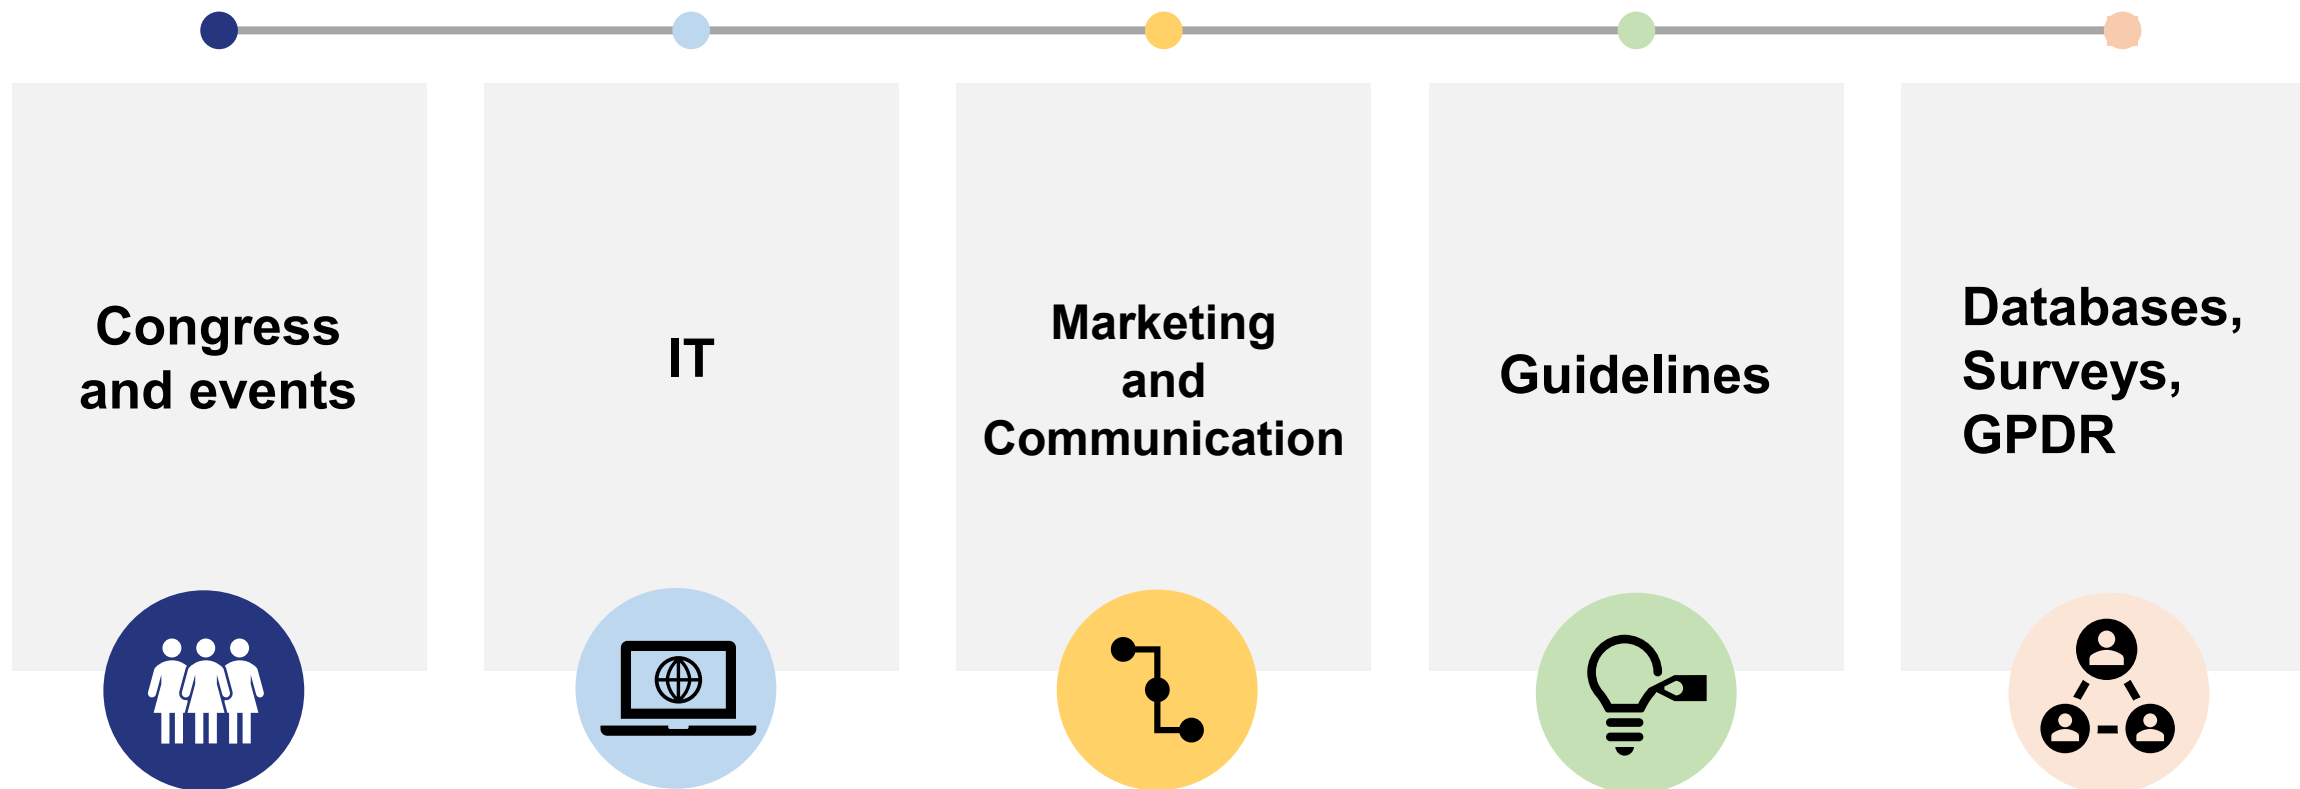 Congress
and events
IT
Marketing
and
Communication
Guidelines
Databases,
Surveys,
GPDR